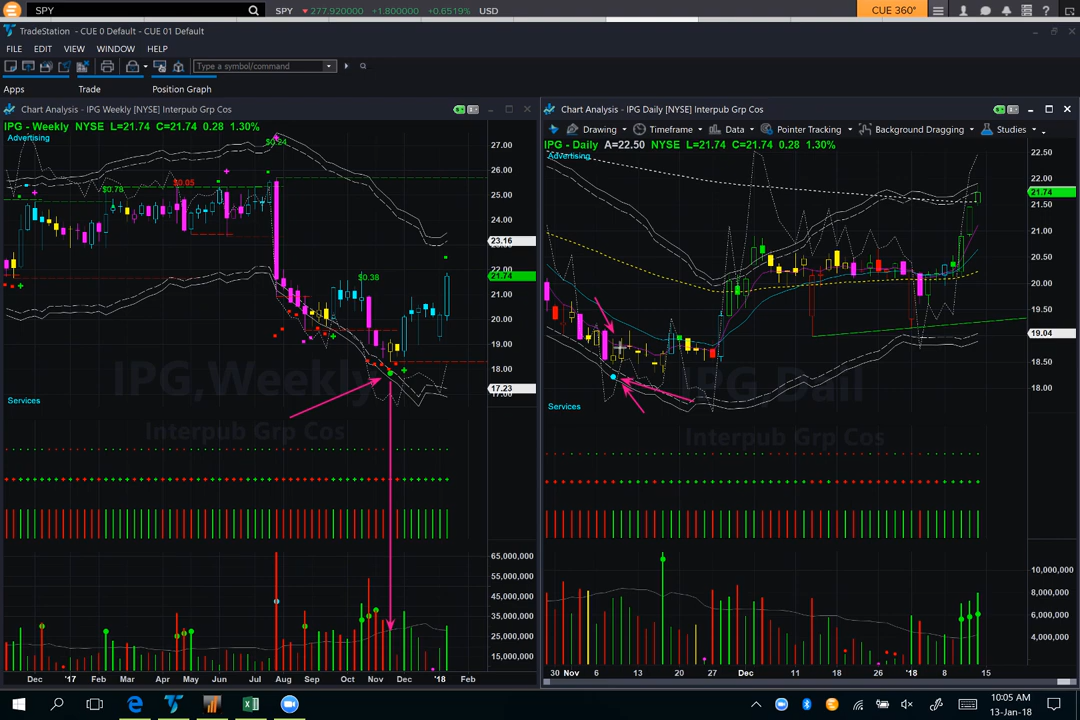 SPY
SPY 277.920000 +1.800000 +0.6519% USD
CUE 360°
TradeStation - CUE 0 Default - CUE 01 Default
FILE EDIT VIEW WINDOW HELP
Type a symbol/command
Apps Trade Position Graph
Chart Analysis - IPG Weekly [NYSE] Interpub Grp Cos
IPG - Weekly NYSE L=21.74 C=21.74 0.28 1.30%
Advertising
$0.24
$0.78
$0.05
$0.38
27.00
26.00
25.00
24.00
23.16
22.00
21.74
21.00
20.00
19.00
18.00
17.23
17.00
IPG, Weekly
Services
Interpub Grp Cos
65,000,000
55,000,000
45,000,000
35,000,000
25,000,000
15,000,000
Dec '17 Feb Mar Apr May Jun Jul Aug Sep Oct Nov Dec '18 Feb
Chart Analysis - IPG Daily [NYSE] Interpub Grp Cos
Drawing Timeframe Data Pointer Tracking Background Dragging Studies
IPG - Daily A=22.50 NYSE L=21.74 C=21.74 0.28 1.30%
Advertising
22.50
22.00
21.74
21.50
21.00
20.50
20.00
19.50
19.04
18.50
18.00
IPG, Dail
Services
Interpub Grp Cos
10,000,000
8,000,000
6,000,000
4,000,000
30 Nov 6 13 20 27 Dec 11 18 26 '18 8 15
10:05 AM
13-Jan-18